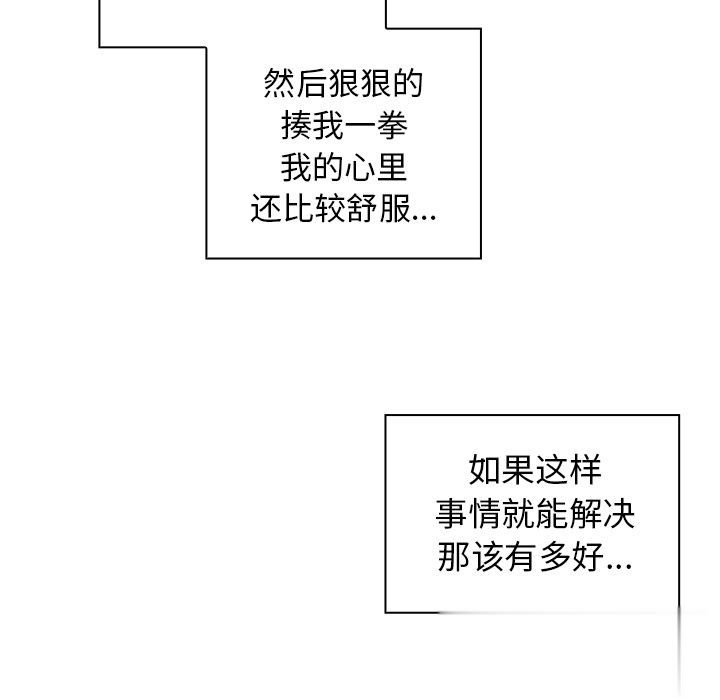 然后狠狠的
揍我一拳
我的心里
还比较舒服...
如果这样
事情就能解决
那该有多好...